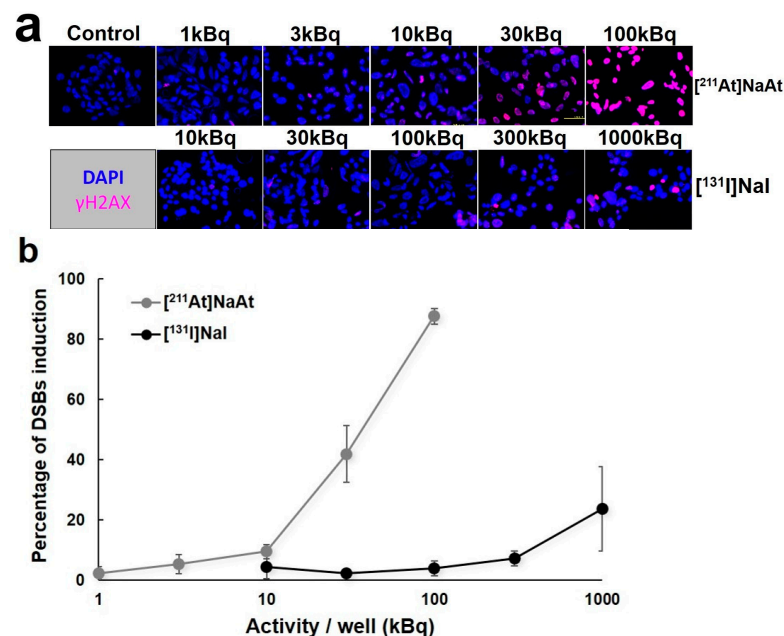 a
Control 1kBq 3kBq 10kBq 30kBq 100kBq
[²¹¹At]NaAt
10kBq 30kBq 100kBq 300kBq 1000kBq
DAPI
γH2AX
[¹³¹I]NaI
b
100
80
60
40
20
0
Percentage of DSBs induction
[²¹¹At]NaAt
[¹³¹I]NaI
1 10 100 1000
Activity / well (kBq)